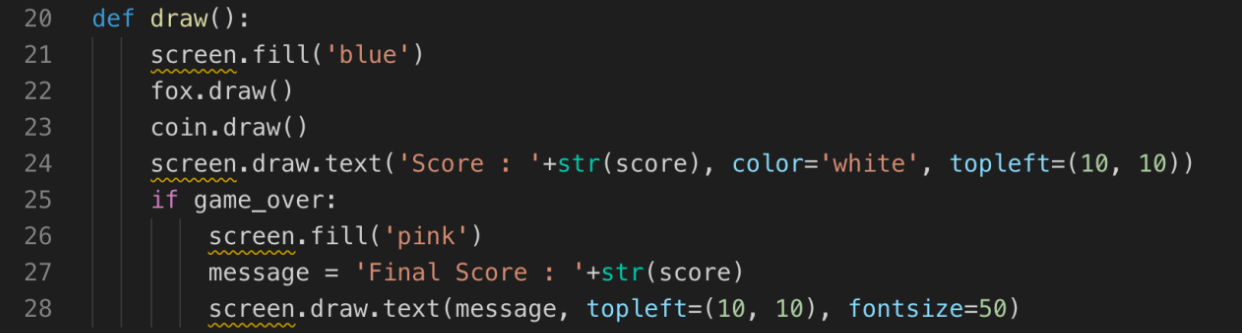 20 def draw():
21 screen.fill('blue')
22 fox.draw()
23 coin.draw()
24 screen.draw.text('Score : '+str(score), color='white', topleft=(10, 10))
25 if game_over:
26 screen.fill('pink')
27 message = 'Final Score : '+str(score)
28 screen.draw.text(message, topleft=(10, 10), fontsize=50)